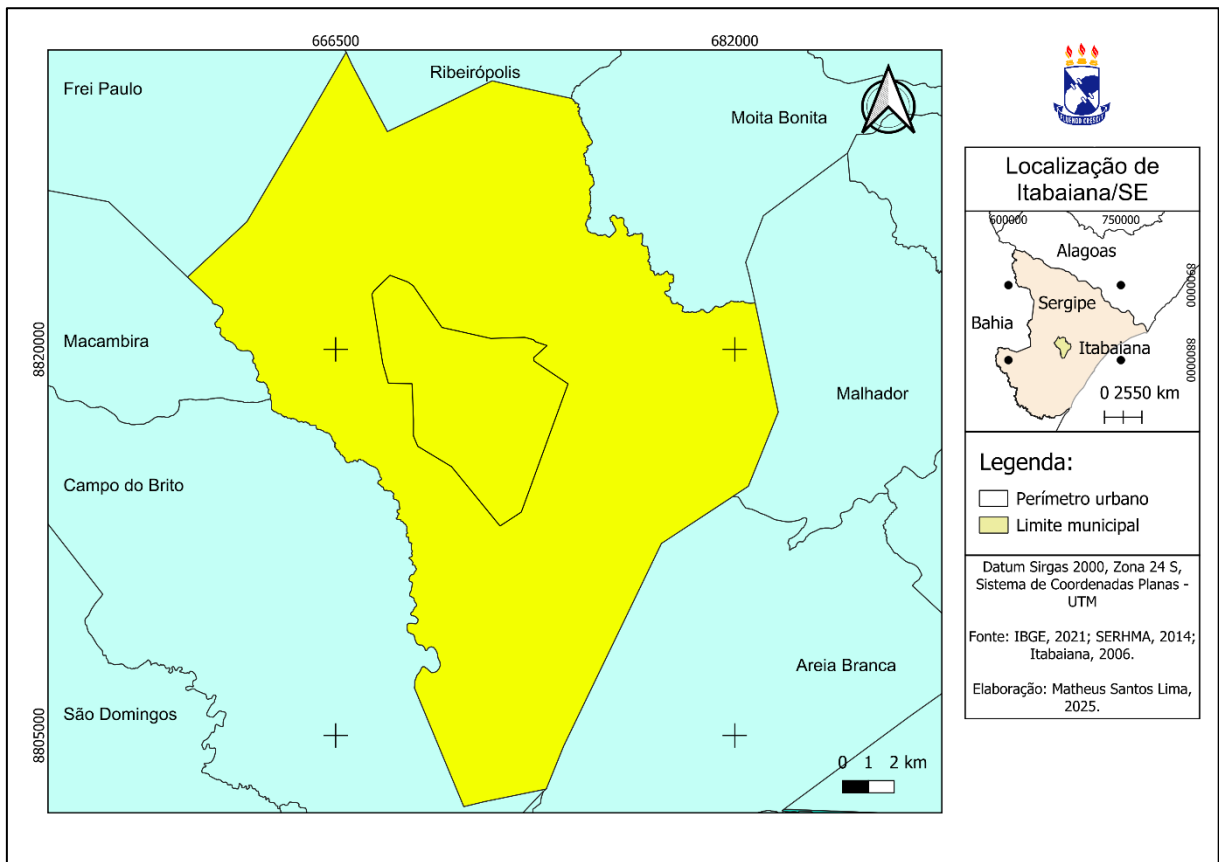 666500
682000
Frei Paulo
Ribeirópolis
Moita Bonita
8820000
Macambira
Malhador
Campo do Brito
Areia Branca
São Domingos
8805000
0 1 2 km
Localização de
Itabaiana/SE
600000
750000
Alagoas
8900000
Sergipe
Bahia
Itabaiana
8800000
0 2550 km
Legenda:
Perímetro urbano
Limite municipal
Datum Sirgas 2000, Zona 24 S,
Sistema de Coordenadas Planas -
UTM
Fonte: IBGE, 2021; SERHMA, 2014;
Itabaiana, 2006.
Elaboração: Matheus Santos Lima,
2025.